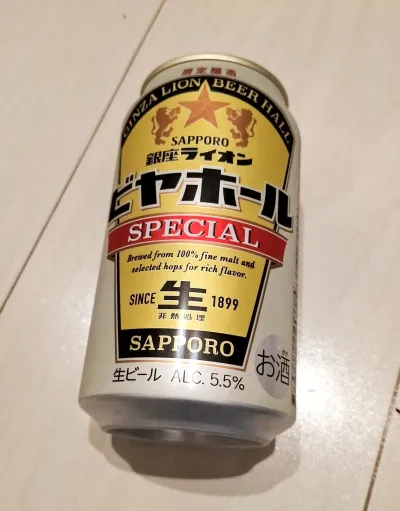 限定醸造
GINZA LION BEER HALL
SAPPORO
銀座ライオン
ビヤホール
SPECIAL
Brewed from 100% fine malt and
selected hops for rich flavor.
SINCE 生 1899
非熱処理
SAPPORO
生ビール ALC. 5.5%
お酒